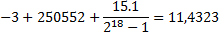 −3 + 250552 + 15.1 / (2^18 − 1) = 11,4323